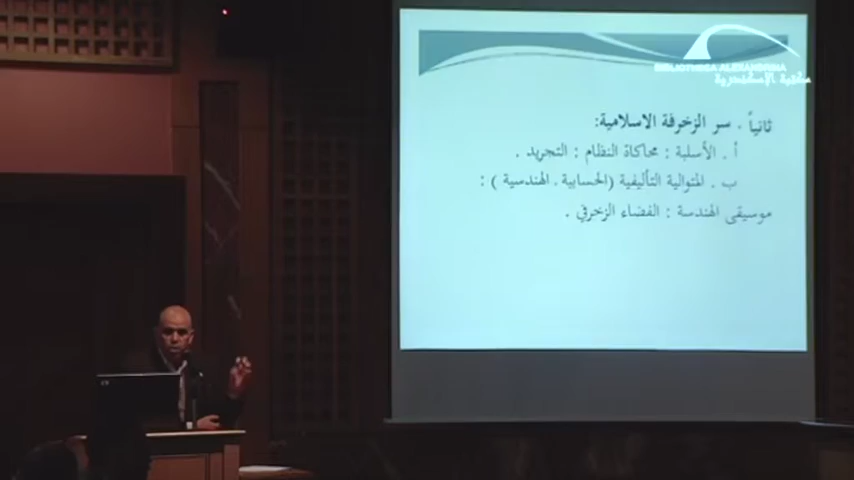 BIBLIOTHECA ALEXANDRINA
مكتبة الإسكندرية
ثانياً . سر الزخرفة الاسلامية:
أ . الأسلبة : محاكاة النظام : التجريد .
ب . المتوالية التأليفية (الحسابية . الهندسية ) :
موسيقى الهندسة : الفضاء الزخرفي .